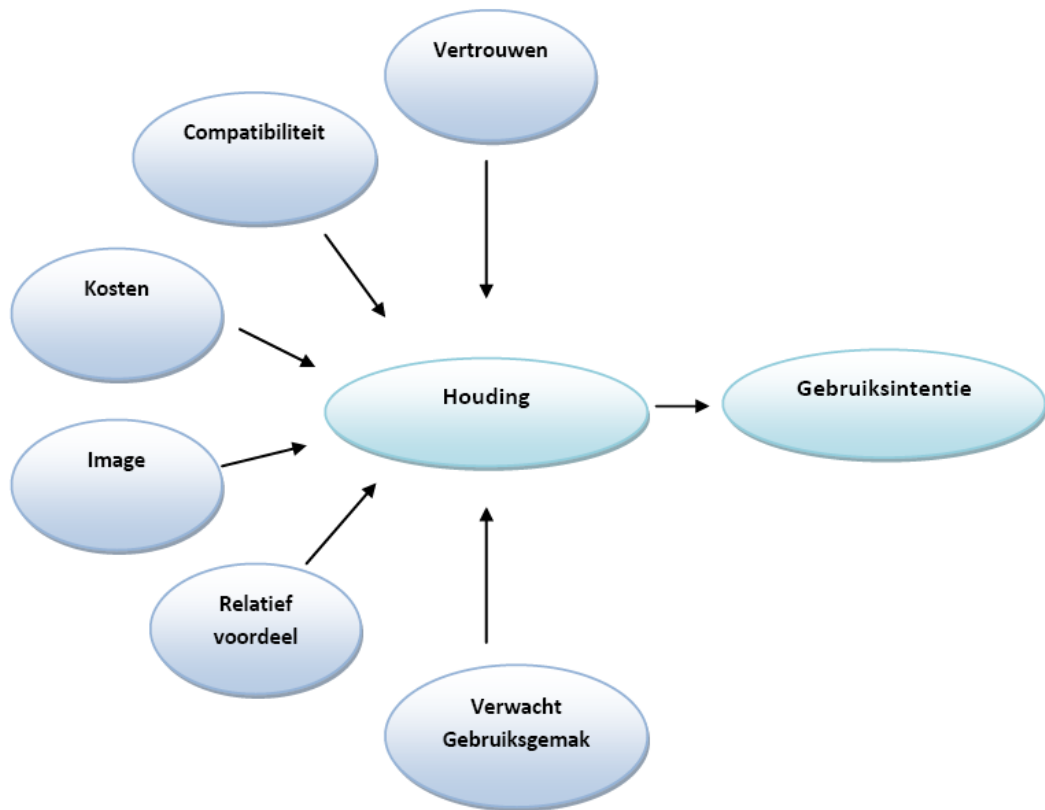 Vertrouwen
Compatibiliteit
Kosten
Houding
Gebruiksintentie
Image
Relatief
voordeel
Verwacht
Gebruiksgemak